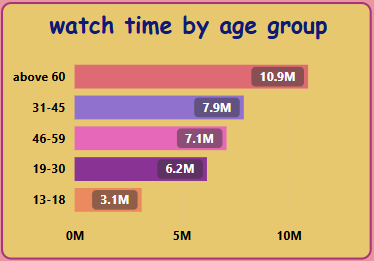 watch time by age group
above 60 10.9M
31-45 7.9M
46-59 7.1M
19-30 6.2M
13-18 3.1M
0M 5M 10M